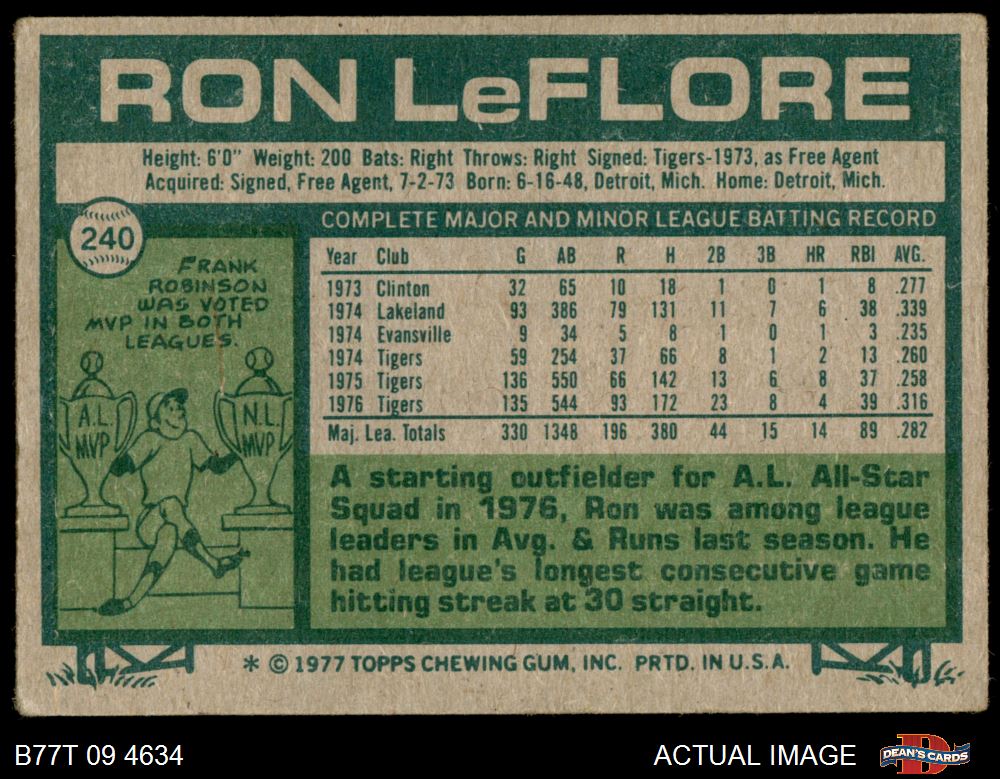 RON LeFLORE
Height: 6'0" Weight: 200 Bats: Right Throws: Right Signed: Tigers-1973, as Free Agent
Acquired: Signed, Free Agent, 7-2-73 Born: 6-16-48, Detroit, Mich. Home: Detroit, Mich.
240
FRANK
ROBINSON
WAS VOTED
MVP IN BOTH
LEAGUES.
A.L.
MVP
N.L.
MVP
COMPLETE MAJOR AND MINOR LEAGUE BATTING RECORD
Year Club G AB R H 2B 3B HR RBI AVG.
1973 Clinton 32 65 10 18 1 0 1 8 .277
1974 Lakeland 93 386 79 131 11 7 6 38 .339
1974 Evansville 9 34 5 8 1 0 1 3 .235
1974 Tigers 59 254 37 66 8 1 2 13 .260
1975 Tigers 136 550 66 142 13 6 8 37 .258
1976 Tigers 135 544 93 172 23 8 4 39 .316
Maj. Lea. Totals 330 1348 196 380 44 15 14 89 .282
A starting outfielder for A.L. All-Star
Squad in 1976, Ron was among league
leaders in Avg. & Runs last season. He
had league's longest consecutive game
hitting streak at 30 straight.
* © 1977 TOPPS CHEWING GUM, INC. PRTD. IN U.S.A.
B77T 09 4634
ACTUAL IMAGE
D
DEAN'S CARDS